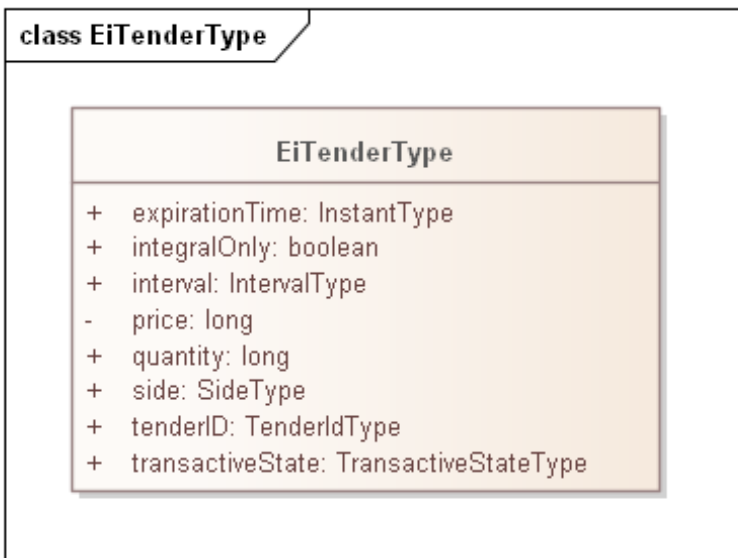 class EiTenderType
EiTenderType
+ expirationTime: InstantType
+ integralOnly: boolean
+ interval: IntervalType
- price: long
+ quantity: long
+ side: SideType
+ tenderID: TenderIdType
+ transactiveState: TransactiveStateType